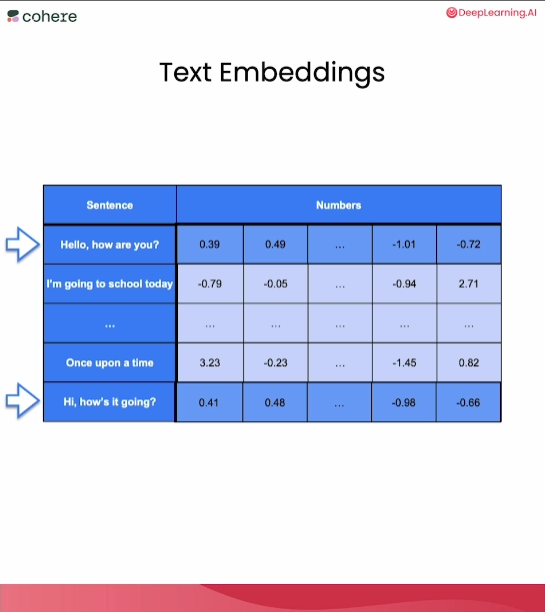 cohere
DeepLearning.AI
Text Embeddings
Sentence Numbers
Hello, how are you? 0.39 0.49 ... -1.01 -0.72
I'm going to school today -0.79 -0.05 ... -0.94 2.71
... ... ... ... ... ...
Once upon a time 3.23 -0.23 ... -1.45 0.82
Hi, how's it going? 0.41 0.48 ... -0.98 -0.66